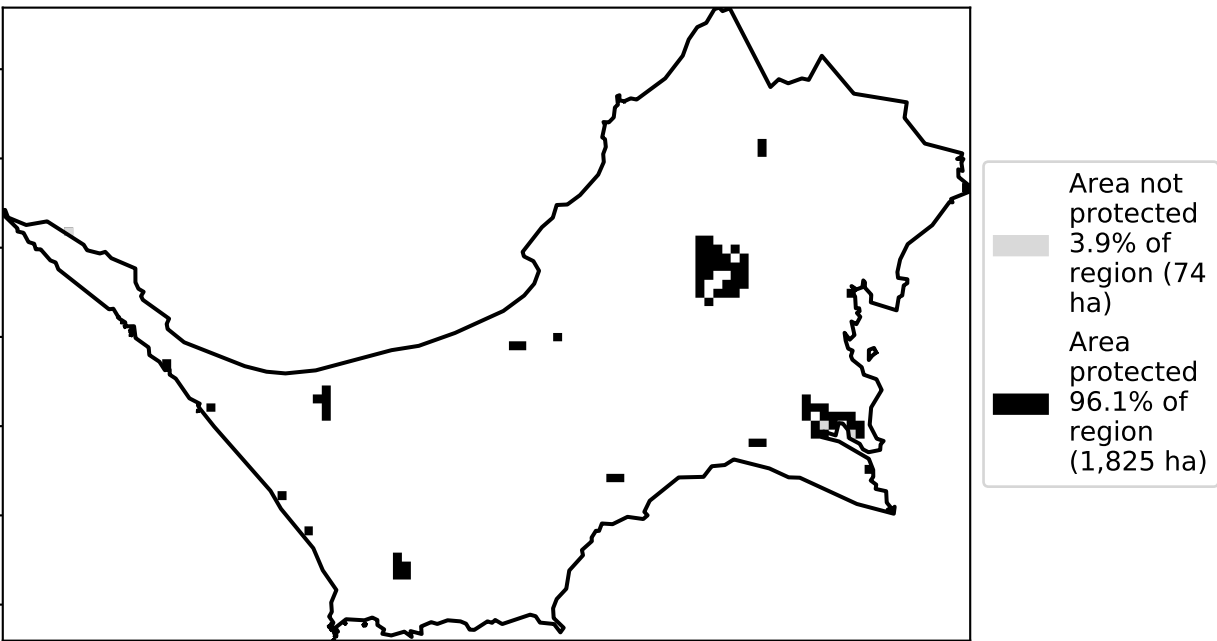 Area not
protected
3.9% of
region (74
ha)
Area
protected
96.1% of
region
(1,825 ha)